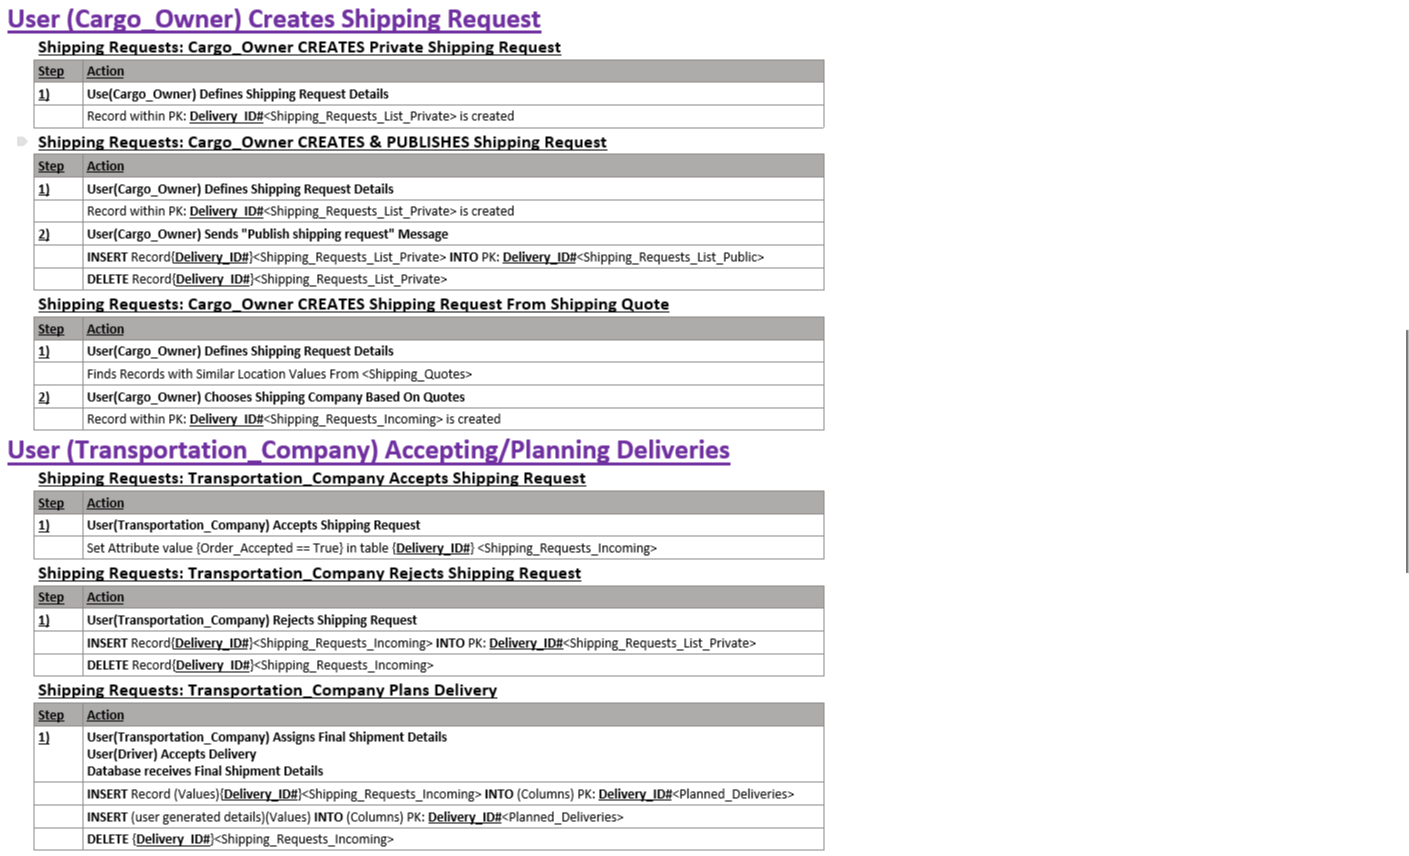 User (Cargo_Owner) Creates Shipping Request
Shipping Requests: Cargo_Owner CREATES Private Shipping Request
Step Action
1) Use(Cargo_Owner) Defines Shipping Request Details
Record within PK: Delivery_ID#<Shipping_Requests_List_Private> is created
Shipping Requests: Cargo_Owner CREATES & PUBLISHES Shipping Request
Step Action
1) User(Cargo_Owner) Defines Shipping Request Details
Record within PK: Delivery_ID#<Shipping_Requests_List_Private> is created
2) User(Cargo_Owner) Sends "Publish shipping request" Message
INSERT Record{Delivery_ID#}<Shipping_Requests_List_Private> INTO PK: Delivery_ID#<Shipping_Requests_List_Public>
DELETE Record{Delivery_ID#}<Shipping_Requests_List_Private>
Shipping Requests: Cargo_Owner CREATES Shipping Request From Shipping Quote
Step Action
1) User(Cargo_Owner) Defines Shipping Request Details
Finds Records with Similar Location Values From <Shipping_Quotes>
2) User(Cargo_Owner) Chooses Shipping Company Based On Quotes
Record within PK: Delivery_ID#<Shipping_Requests_Incoming> is created
User (Transportation_Company) Accepting/Planning Deliveries
Shipping Requests: Transportation_Company Accepts Shipping Request
Step Action
1) User(Transportation_Company) Accepts Shipping Request
Set Attribute value {Order_Accepted == True} in table {Delivery_ID#} <Shipping_Requests_Incoming>
Shipping Requests: Transportation_Company Rejects Shipping Request
Step Action
1) User(Transportation_Company) Rejects Shipping Request
INSERT Record{Delivery_ID#}<Shipping_Requests_Incoming> INTO PK: Delivery_ID#<Shipping_Requests_List_Private>
DELETE Record{Delivery_ID#}<Shipping_Requests_Incoming>
Shipping Requests: Transportation_Company Plans Delivery
Step Action
1) User(Transportation_Company) Assigns Final Shipment Details
User(Driver) Accepts Delivery
Database receives Final Shipment Details
INSERT Record (Values){Delivery_ID#}<Shipping_Requests_Incoming> INTO (Columns) PK: Delivery_ID#<Planned_Deliveries>
INSERT (user generated details)(Values) INTO (Columns) PK: Delivery_ID#<Planned_Deliveries>
DELETE {Delivery_ID#}<Shipping_Requests_Incoming>